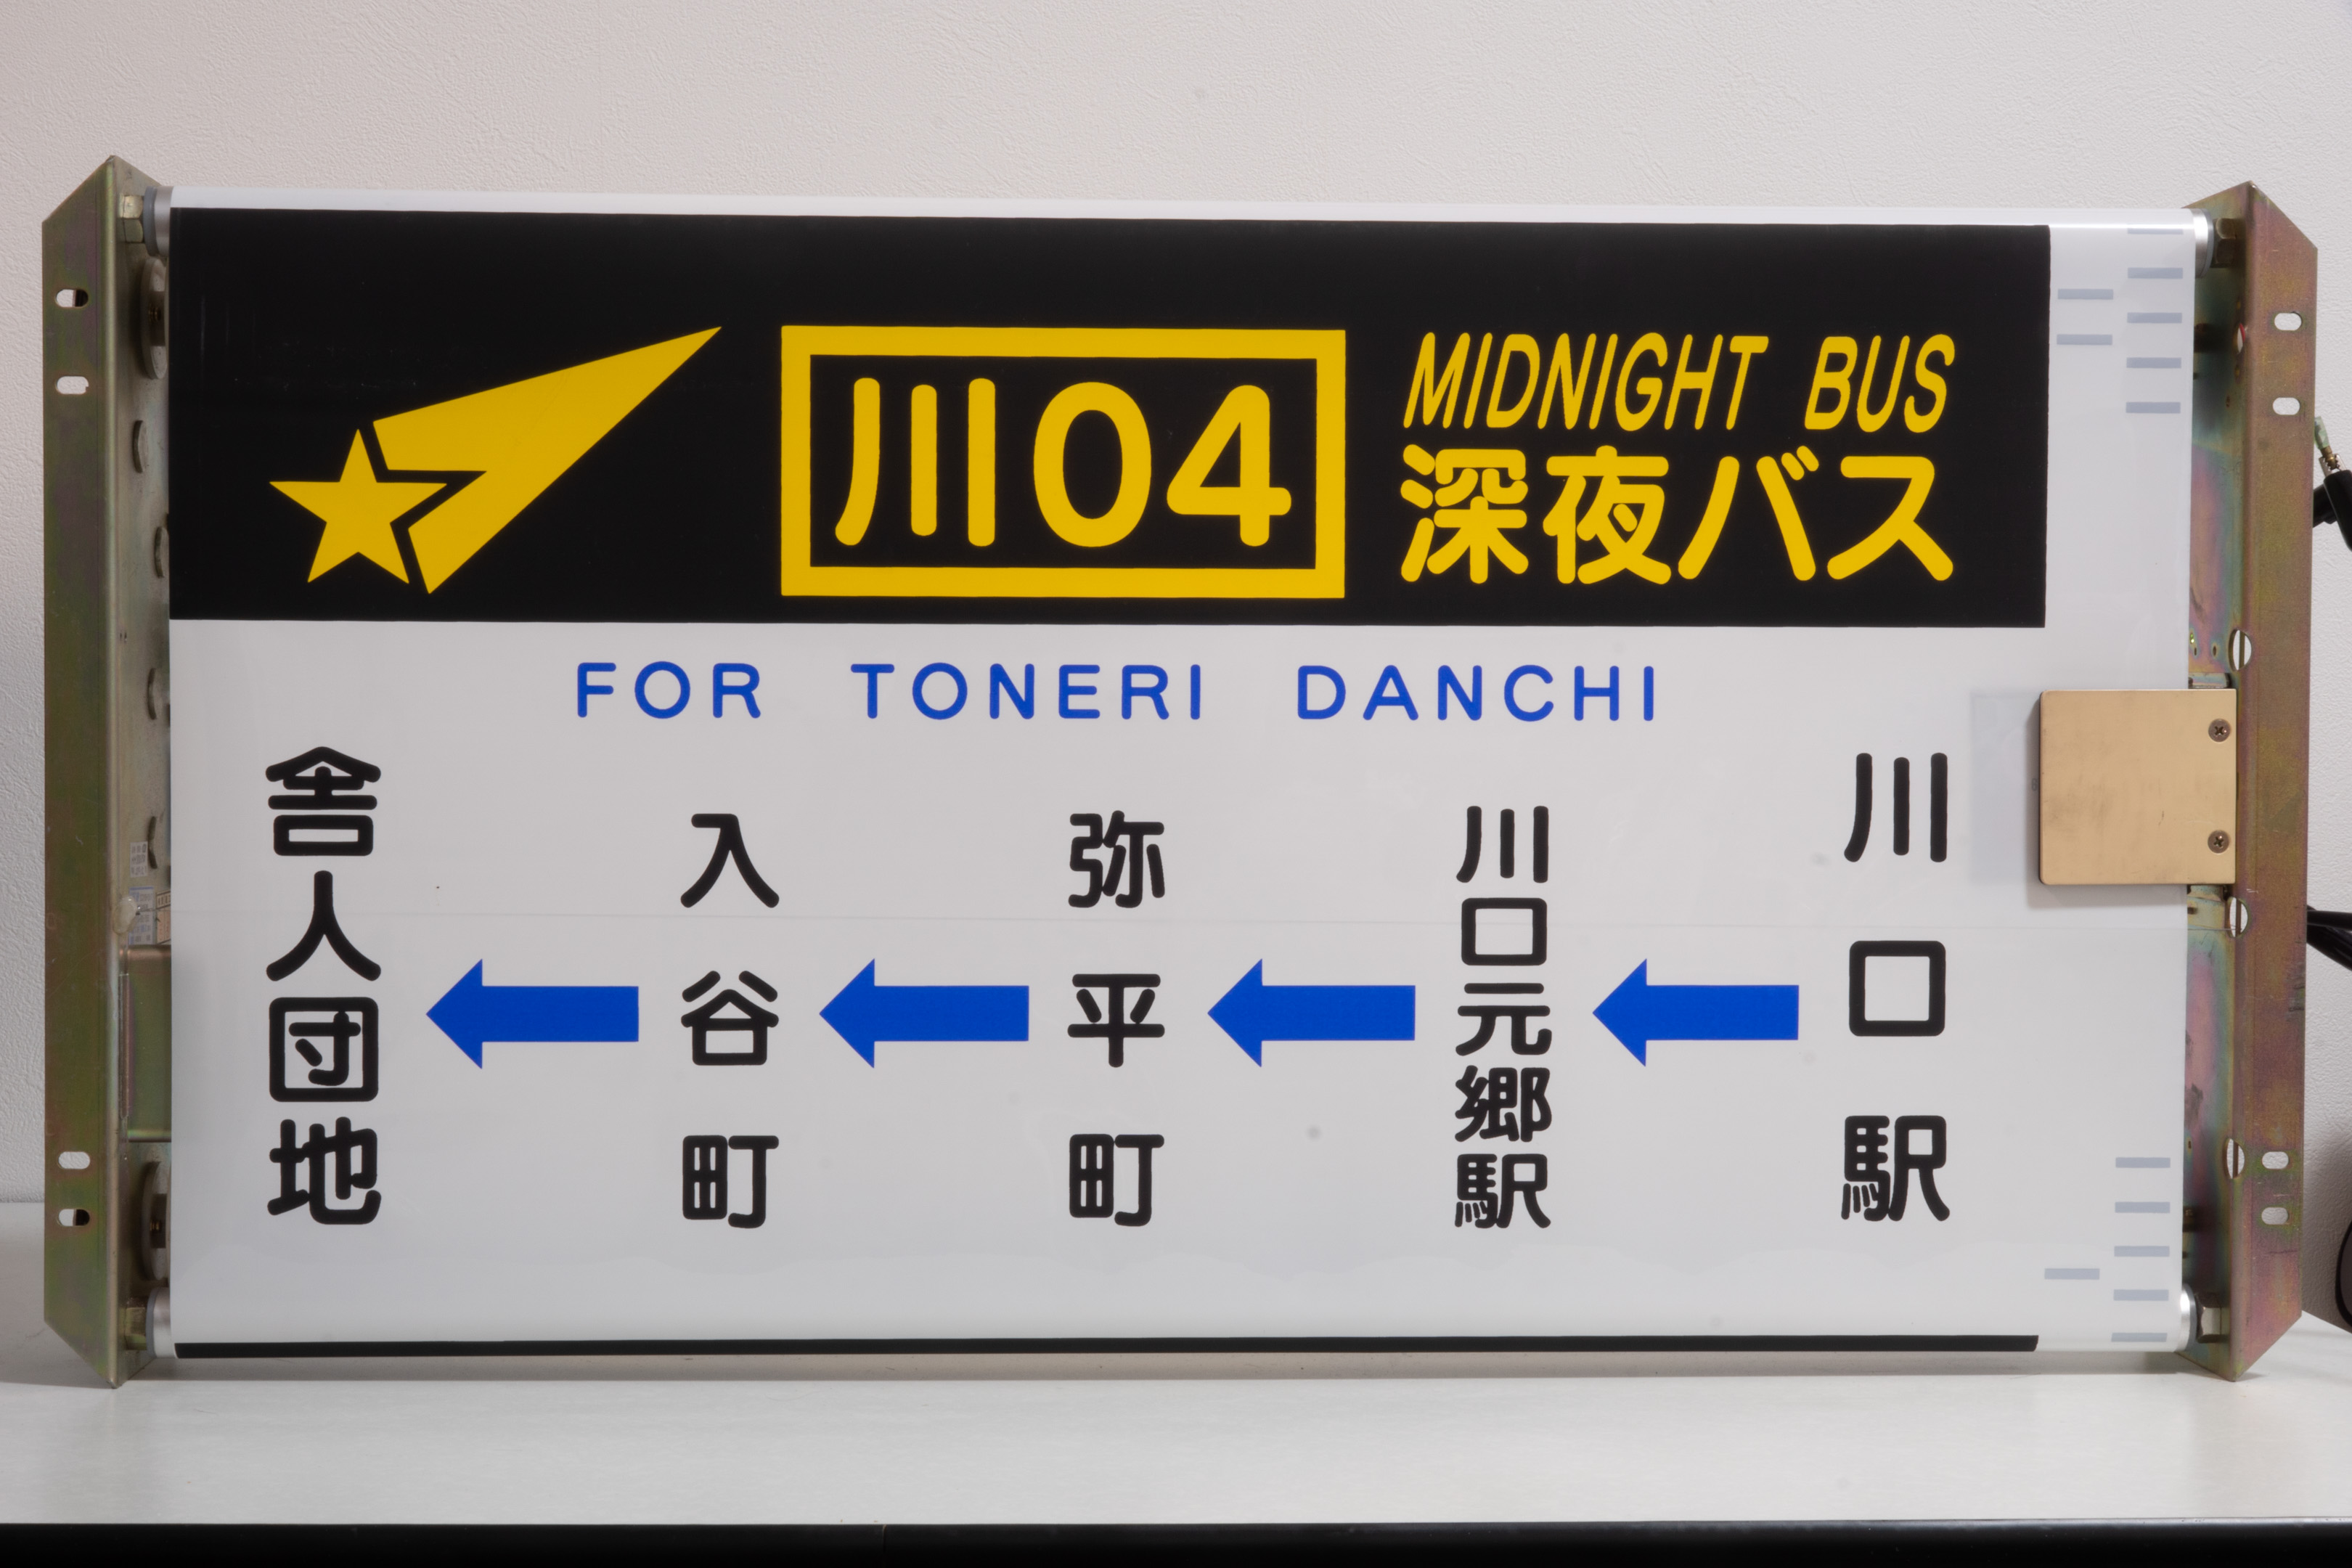 川04
MIDNIGHT BUS
深夜バス
FOR TONERI DANCHI
川口駅
川口元郷駅
弥平町
入谷町
舎人団地